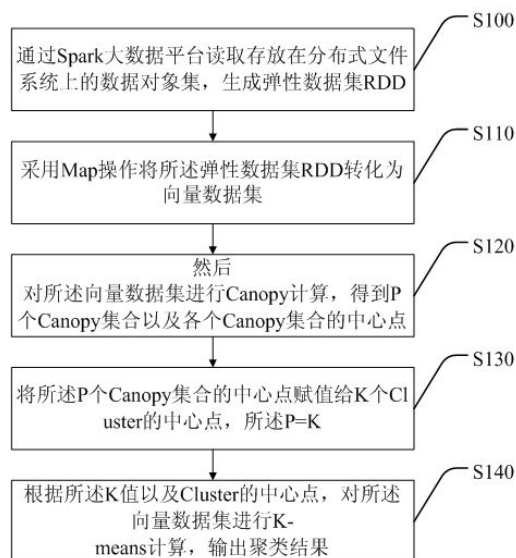 S100
通过Spark大数据平台读取存放在分布式文件
系统上的数据对象集，生成弹性数据集RDD
S110
采用Map操作将所述弹性数据集RDD转化为
向量数据集
S120
然后
对所述向量数据集进行Canopy计算，得到P
个Canopy集合以及各个Canopy集合的中心点
S130
将所述P个Canopy集合的中心点赋值给K个Cl
uster的中心点，所述P=K
S140
根据所述K值以及Cluster的中心点，对所述
向量数据集进行K-
means计算，输出聚类结果